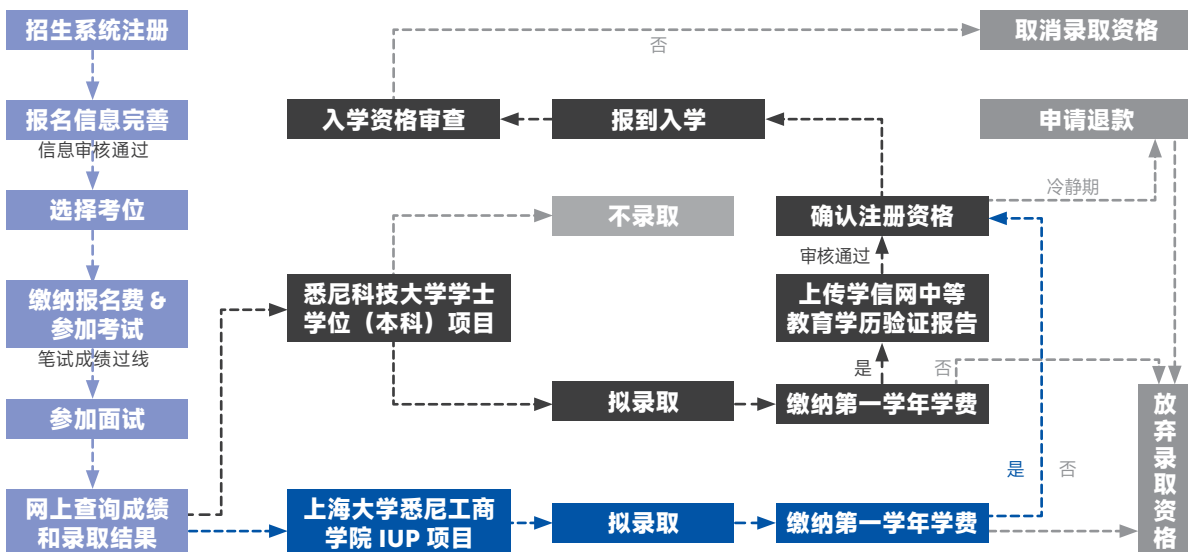 招生系统注册
报名信息完善
信息审核通过
选择考位
缴纳报名费 &
参加考试
笔试成绩过线
参加面试
网上查询成绩
和录取结果
入学资格审查
报到入学
否
取消录取资格
申请退款
冷静期
不录取
确认注册资格
审核通过
悉尼科技大学学士
学位（本科）项目
上传学信网中等
教育学历验证报告
是
否
拟录取
缴纳第一学年学费
放弃录取资格
是
否
上海大学悉尼工商
学院 IUP 项目
拟录取
缴纳第一学年学费